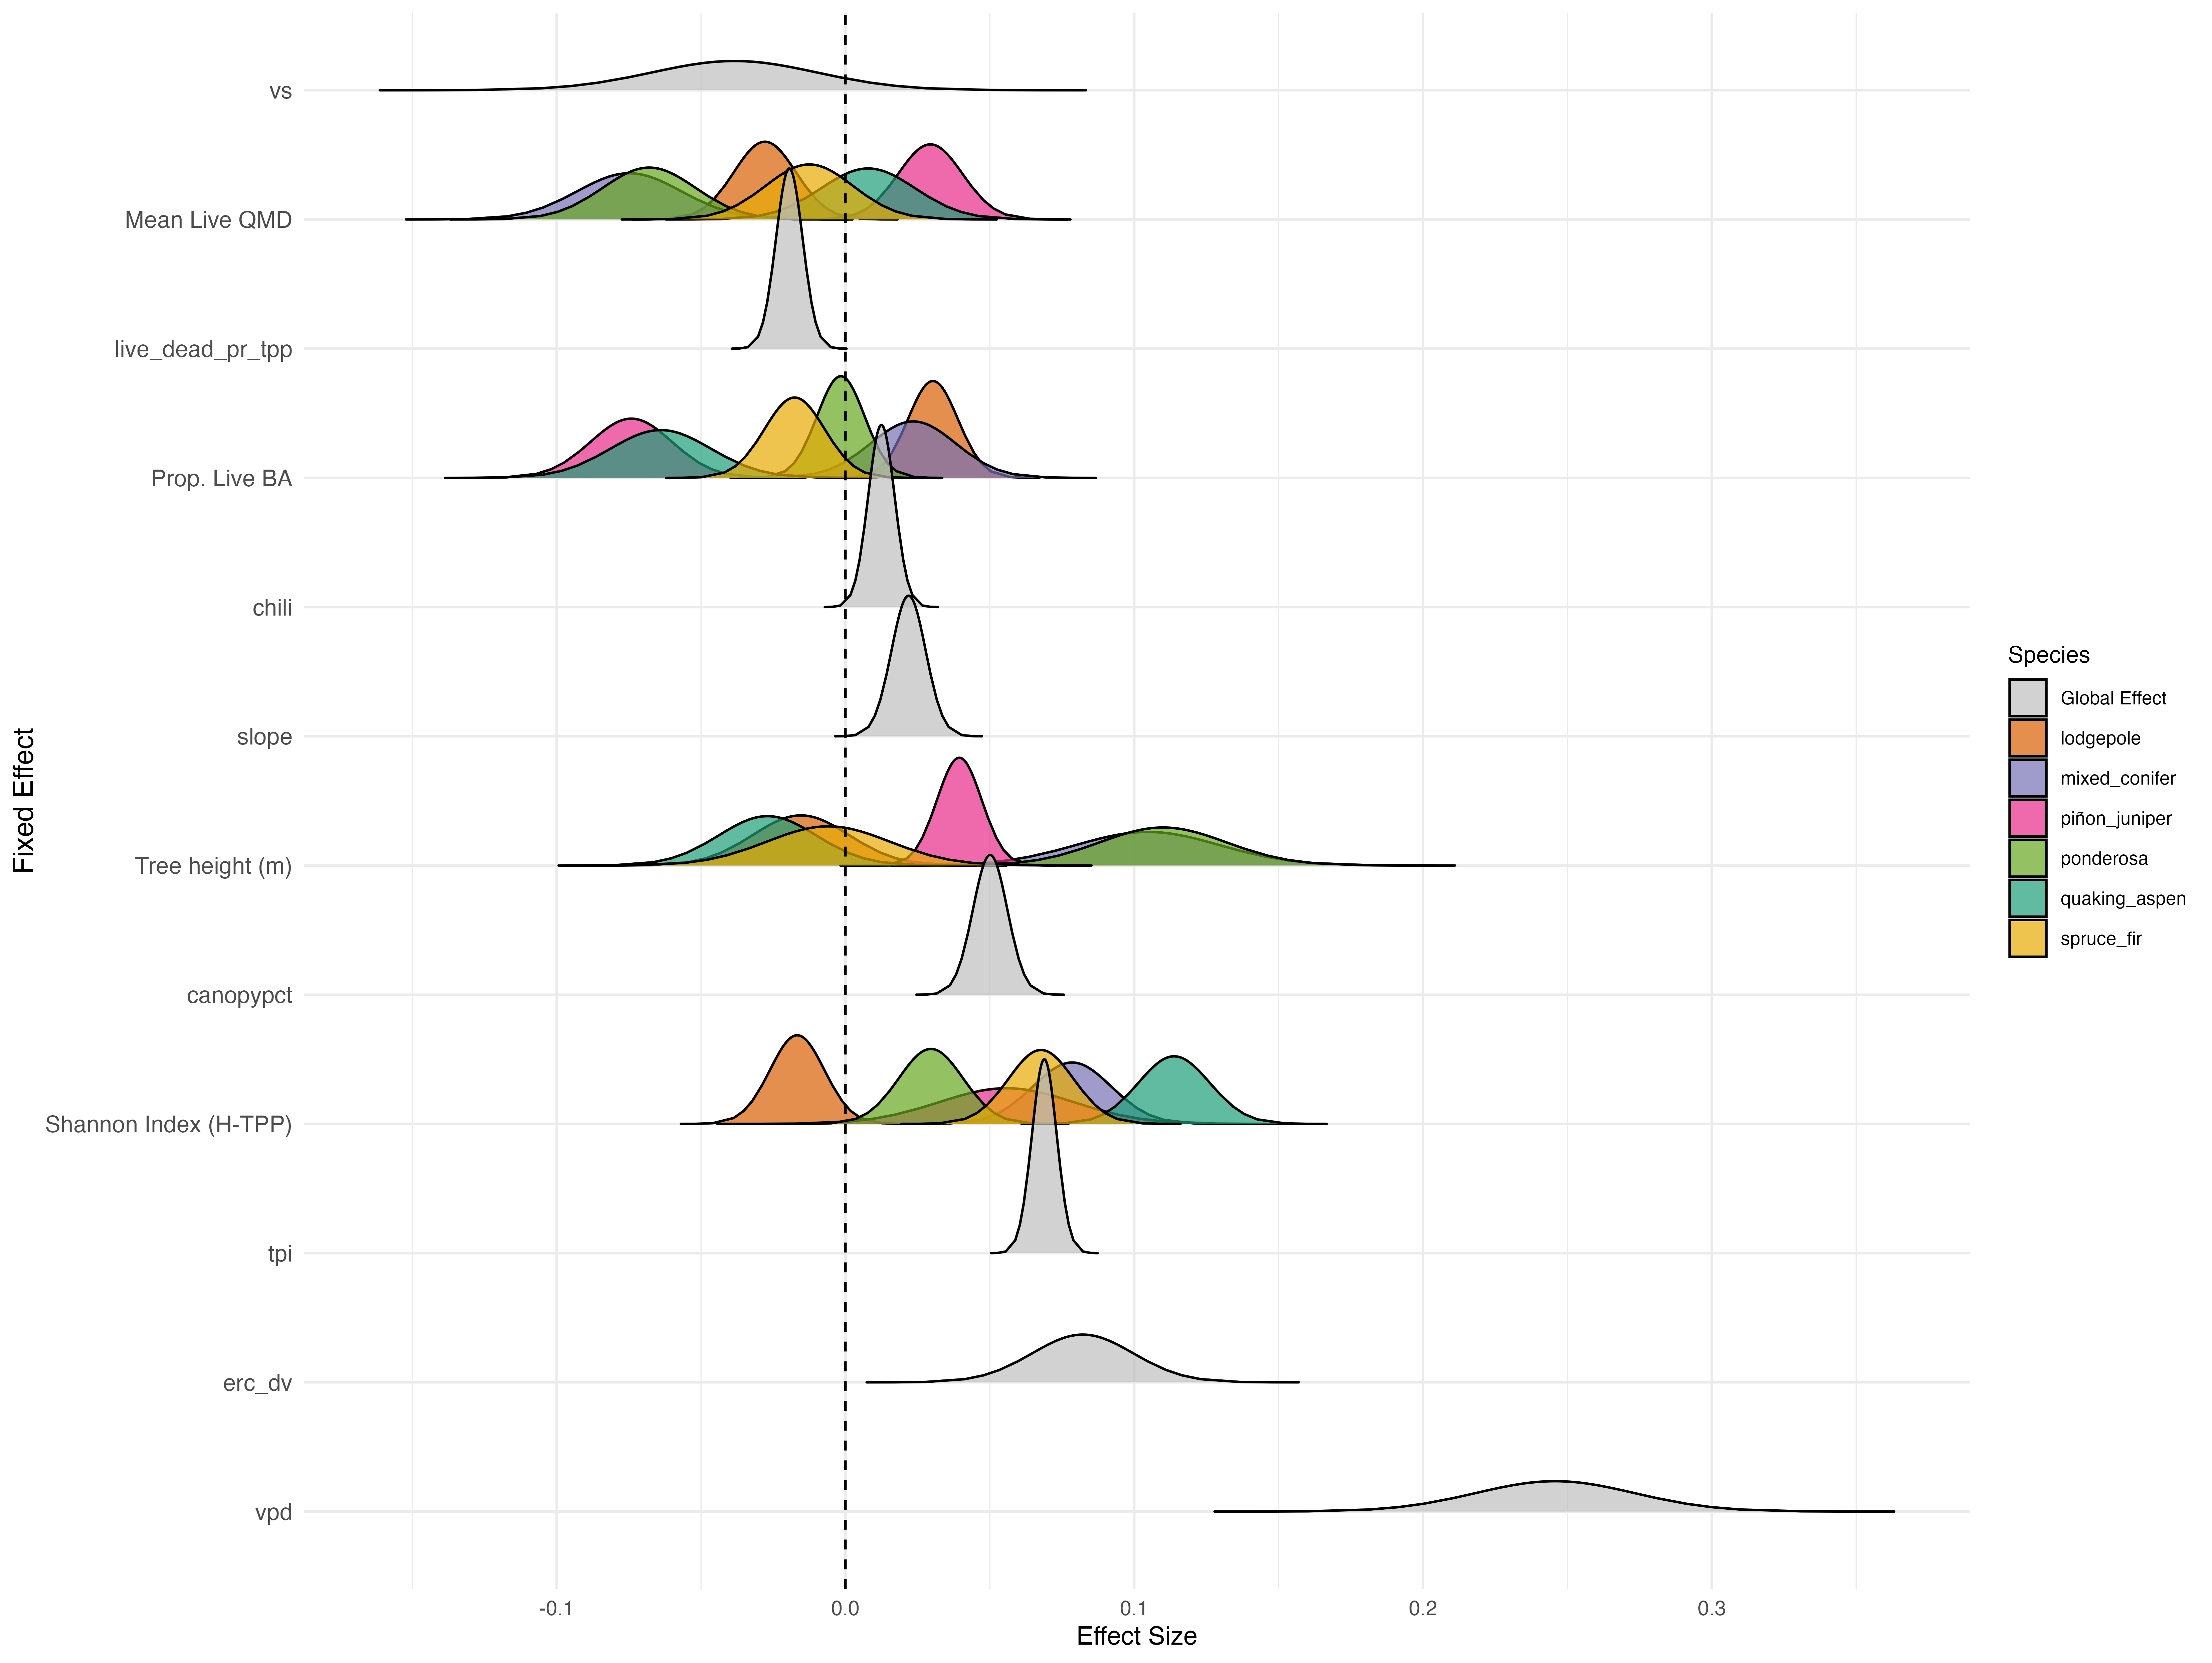 vs
Mean Live QMD
live_dead_pr_tpp
Prop. Live BA
chili
slope
Tree height (m)
canopypct
Shannon Index (H-TPP)
tpi
erc_dv
vpd
Fixed Effect
-0.1
0.0
0.1
0.2
0.3
Effect Size
Species
Global Effect
lodgepole
mixed_conifer
piñon_juniper
ponderosa
quaking_aspen
spruce_fir